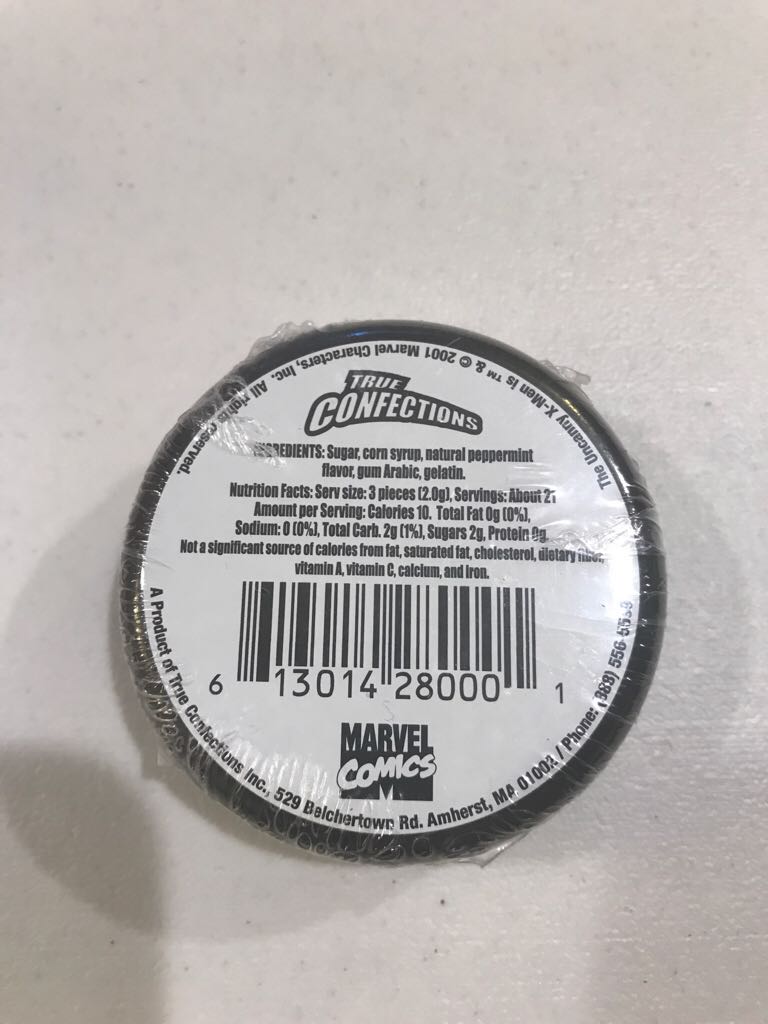 The Uncanny X-Men is ™ & © 2001 Marvel Characters, Inc. All rights reserved.
TRUE
CONFECTIONS
INGREDIENTS: Sugar, corn syrup, natural peppermint
flavor, gum Arabic, gelatin.
Nutrition Facts: Serv size: 3 pieces (2.0g), Servings: About 21
Amount per Serving: Calories 10. Total Fat 0g (0%),
Sodium: 0 (0%), Total Carb. 2g (1%), Sugars 2g, Protein 0g
Not a significant source of calories from fat, saturated fat, cholesterol, dietary fiber,
vitamin A, vitamin C, calcium, and iron.
6 13014 28000 1
MARVEL
COMICS
A Product of True Confections Inc., 529 Belchertown Rd. Amherst, MA 01002 / Phone: (888) 556-5539